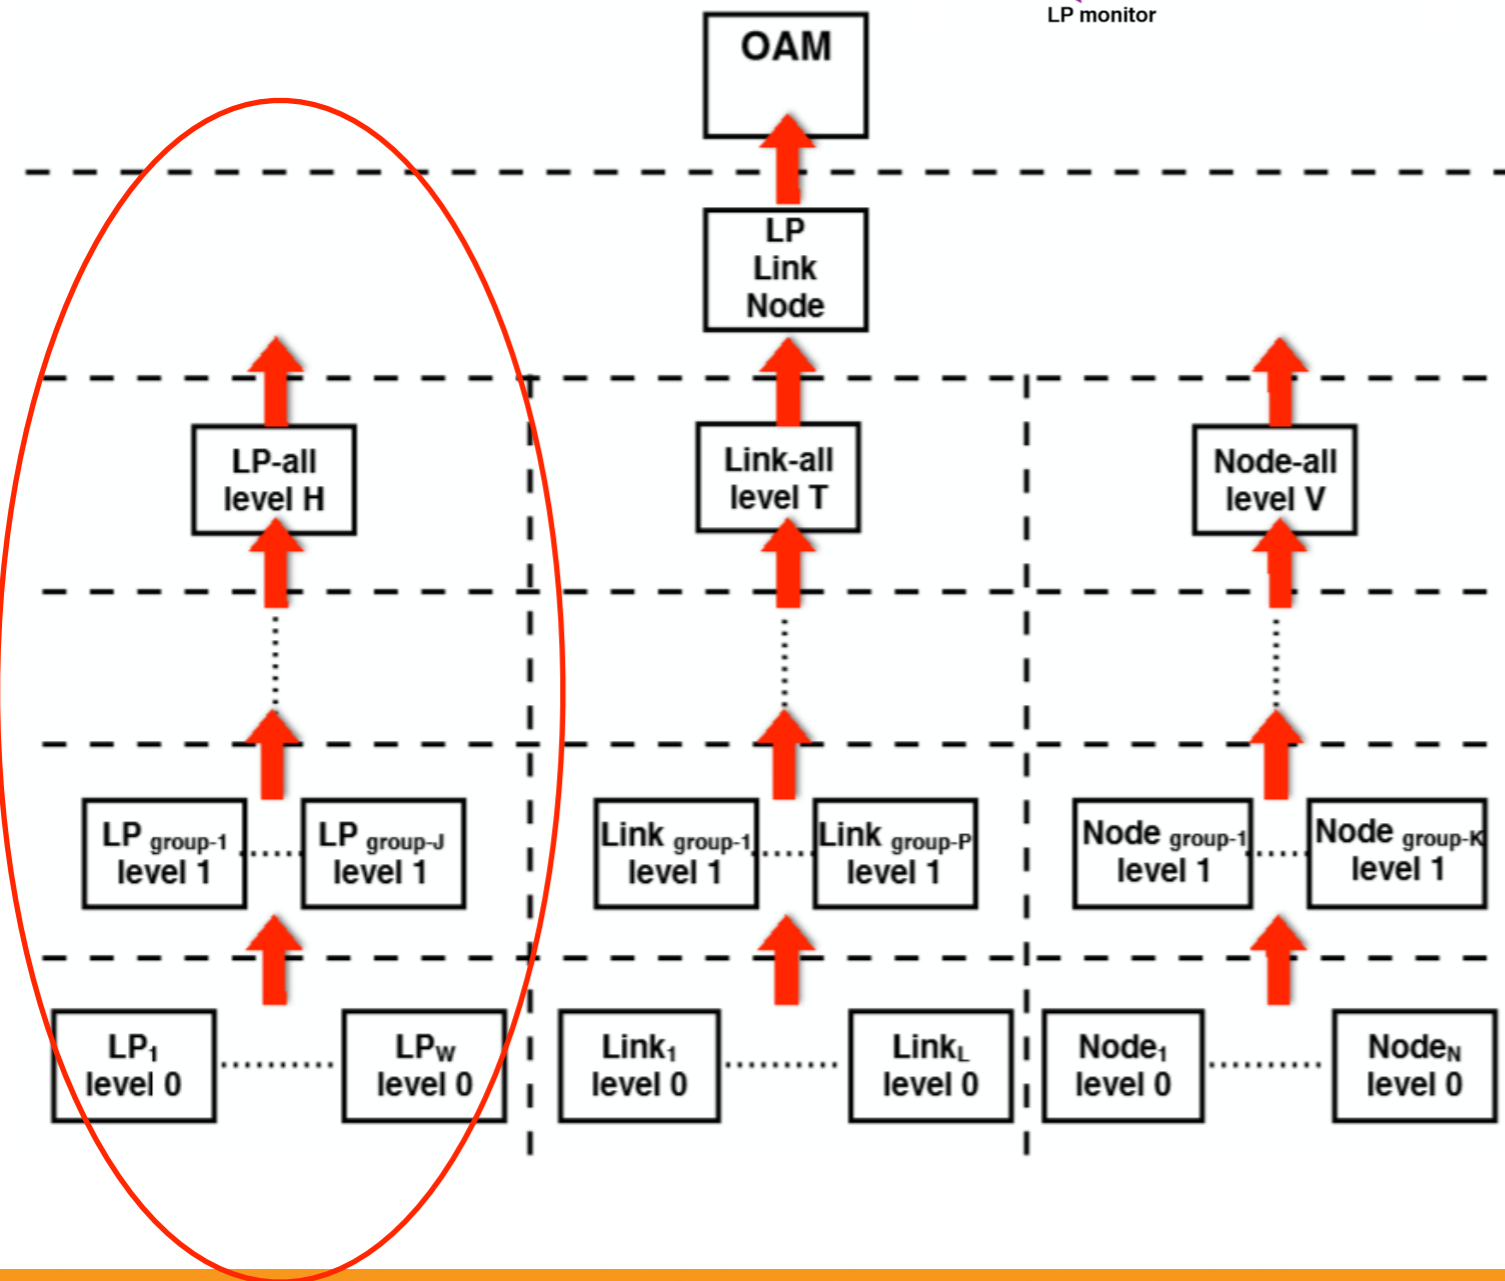 LP monitor
OAM
LP
Link
Node
LP-all
level H
Link-all
level T
Node-all
level V
LP group-1
level 1
LP group-J
level 1
Link group-1
level 1
Link group-P
level 1
Node group-1
level 1
Node group-K
level 1
LP1
level 0
LPW
level 0
Link1
level 0
LinkL
level 0
Node1
level 0
NodeN
level 0